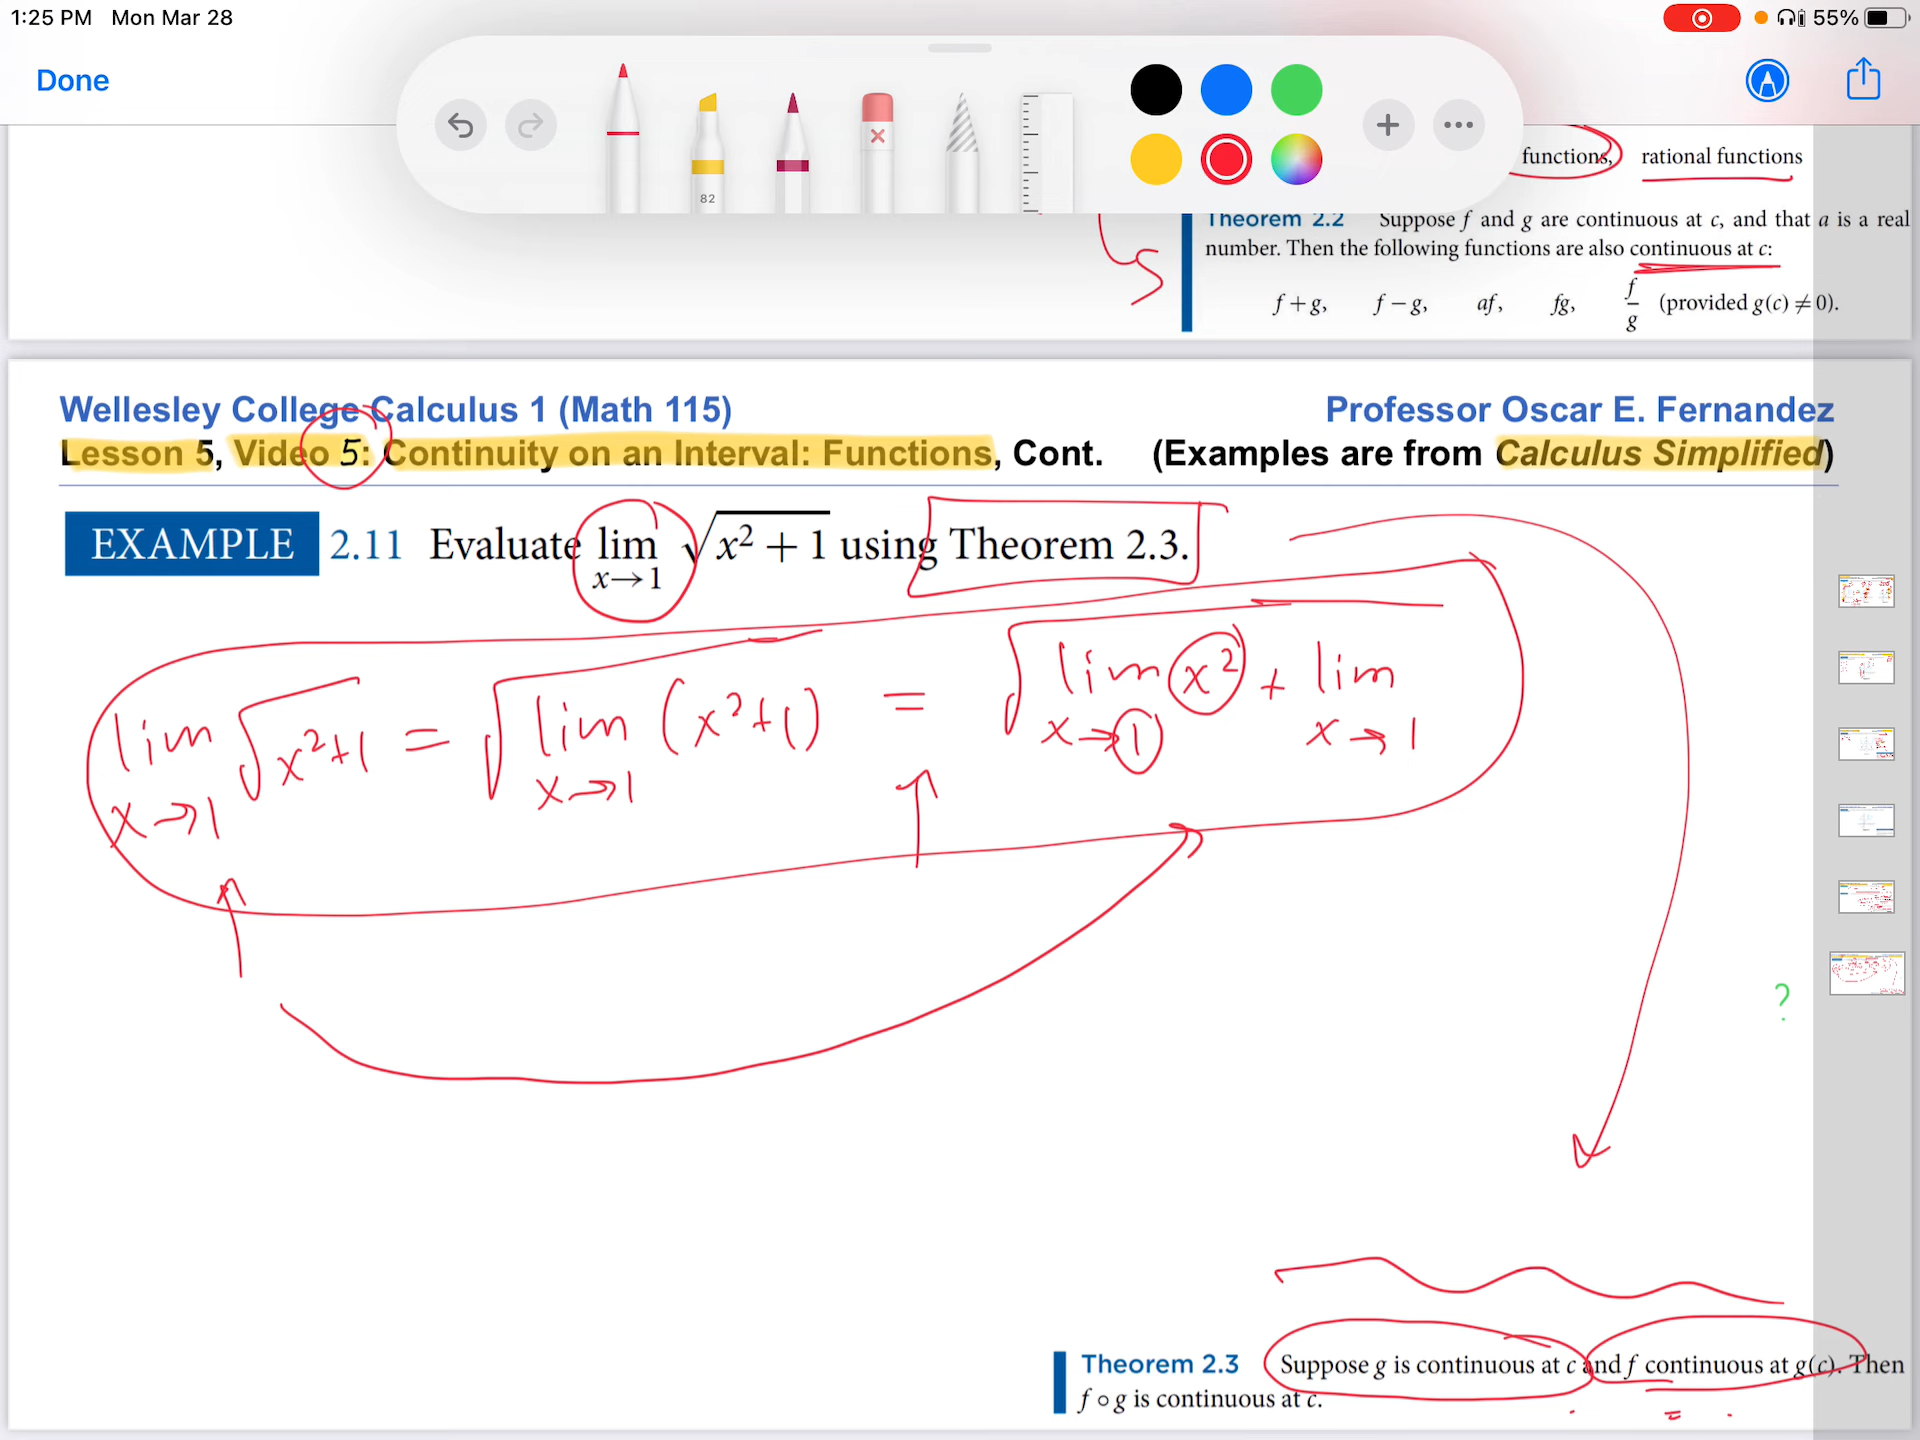 1:25 PM Mon Mar 28
55%
Done
82
functions, rational functions
Theorem 2.2 Suppose f and g are continuous at c, and that a is a real
number. Then the following functions are also continuous at c:
f + g, f − g, af, fg, f/g (provided g(c) ≠ 0).
Wellesley College Calculus 1 (Math 115) Professor Oscar E. Fernandez
Lesson 5, Video 5: Continuity on an Interval: Functions, Cont. (Examples are from Calculus Simplified)
EXAMPLE 2.11 Evaluate lim x→1 √(x² + 1) using Theorem 2.3.
lim x→1 √(x²+1) = √(lim x→1 (x²+1)) = √(lim x→1 x² + lim x→1)
?
Theorem 2.3 Suppose g is continuous at c and f continuous at g(c). Then
f ∘ g is continuous at c.